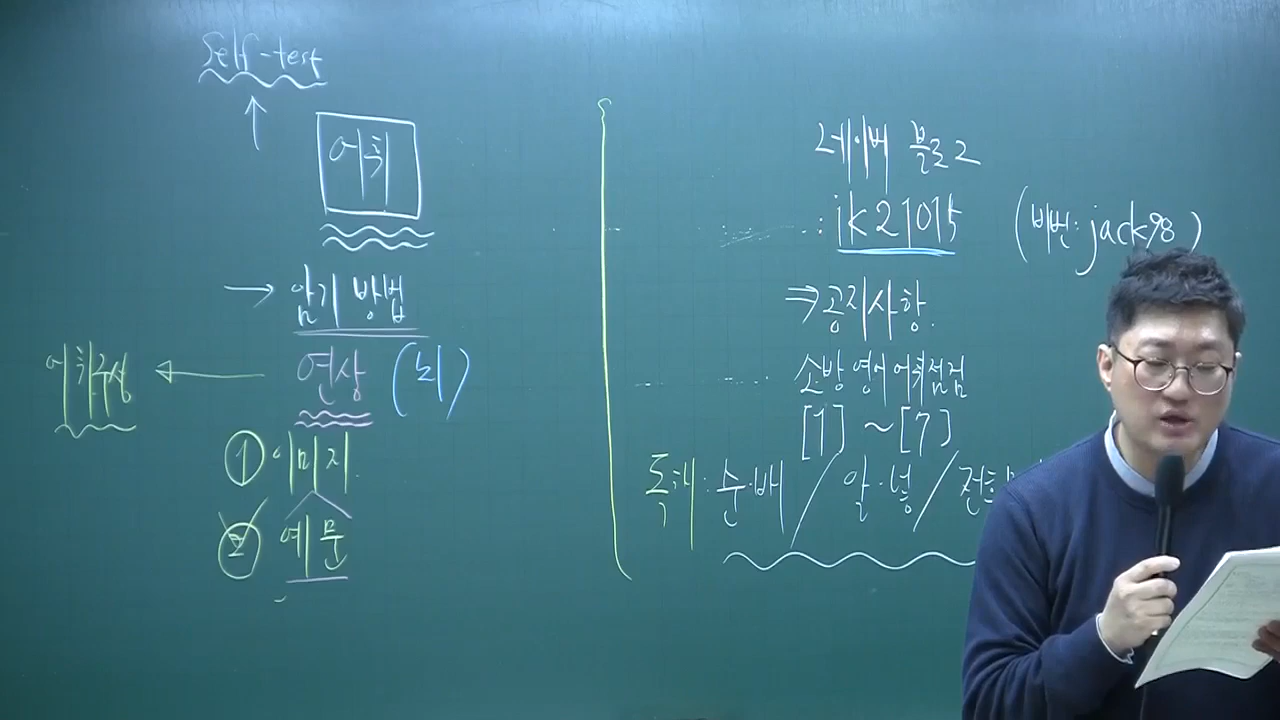 Self-test
어휘
→ 암기 방법
어휘구성 ← 연상 (뇌)
① 이미지
② 예문
네이버 블로그
: jk21015 (비번: jack98)
⇒ 공지사항.
소방 영어 어휘점검
[1] ~ [7]
독해: 순·배 / 알·넣 /